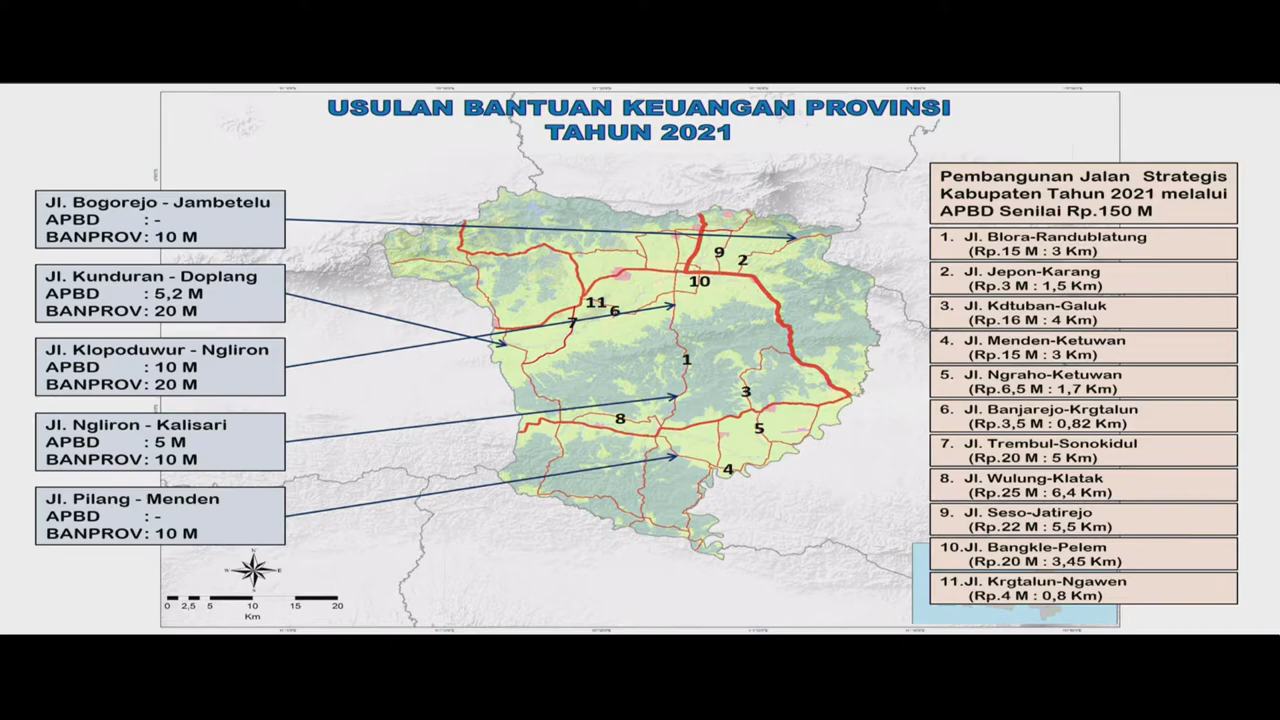 USULAN BANTUAN KEUANGAN PROVINSI
TAHUN 2021
Jl. Bogorejo - Jambetelu
APBD : -
BANPROV : 10 M
Jl. Kunduran - Doplang
APBD : 5,2 M
BANPROV : 20 M
Jl. Klopoduwur - Ngliron
APBD : 10 M
BANPROV : 20 M
Jl. Ngliron - Kalisari
APBD : 5 M
BANPROV : 10 M
Jl. Pilang - Menden
APBD : -
BANPROV : 10 M
9
2
10
11
6
7
1
3
8
5
4
N
W
E
S
0 2,5 5 10 15 20
Km
Pembangunan Jalan Strategis
Kabupaten Tahun 2021 melalui
APBD Senilai Rp.150 M
1. Jl. Blora-Randublatung
(Rp.15 M : 3 Km)
2. Jl. Jepon-Karang
(Rp.3 M : 1,5 Km)
3. Jl. Kdtuban-Galuk
(Rp.16 M : 4 Km)
4. Jl. Menden-Ketuwan
(Rp.15 M : 3 Km)
5. Jl. Ngraho-Ketuwan
(Rp.6,5 M : 1,7 Km)
6. Jl. Banjarejo-Krgtalun
(Rp.3,5 M : 0,82 Km)
7. Jl. Trembul-Sonokidul
(Rp.20 M : 5 Km)
8. Jl. Wulung-Klatak
(Rp.25 M : 6,4 Km)
9. Jl. Seso-Jatirejo
(Rp.22 M : 5,5 Km)
10.Jl. Bangkle-Pelem
(Rp.20 M : 3,45 Km)
11.Jl. Krgtalun-Ngawen
(Rp.4 M : 0,8 Km)